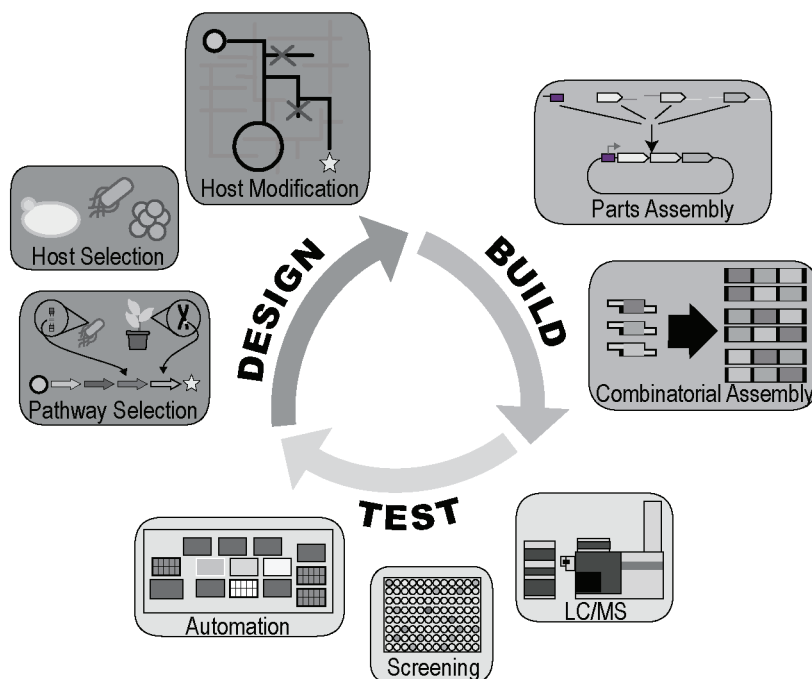 Host Modification
Parts Assembly
Host Selection
DESIGN
BUILD
Pathway Selection
Combinatorial Assembly
TEST
Automation
LC/MS
Screening